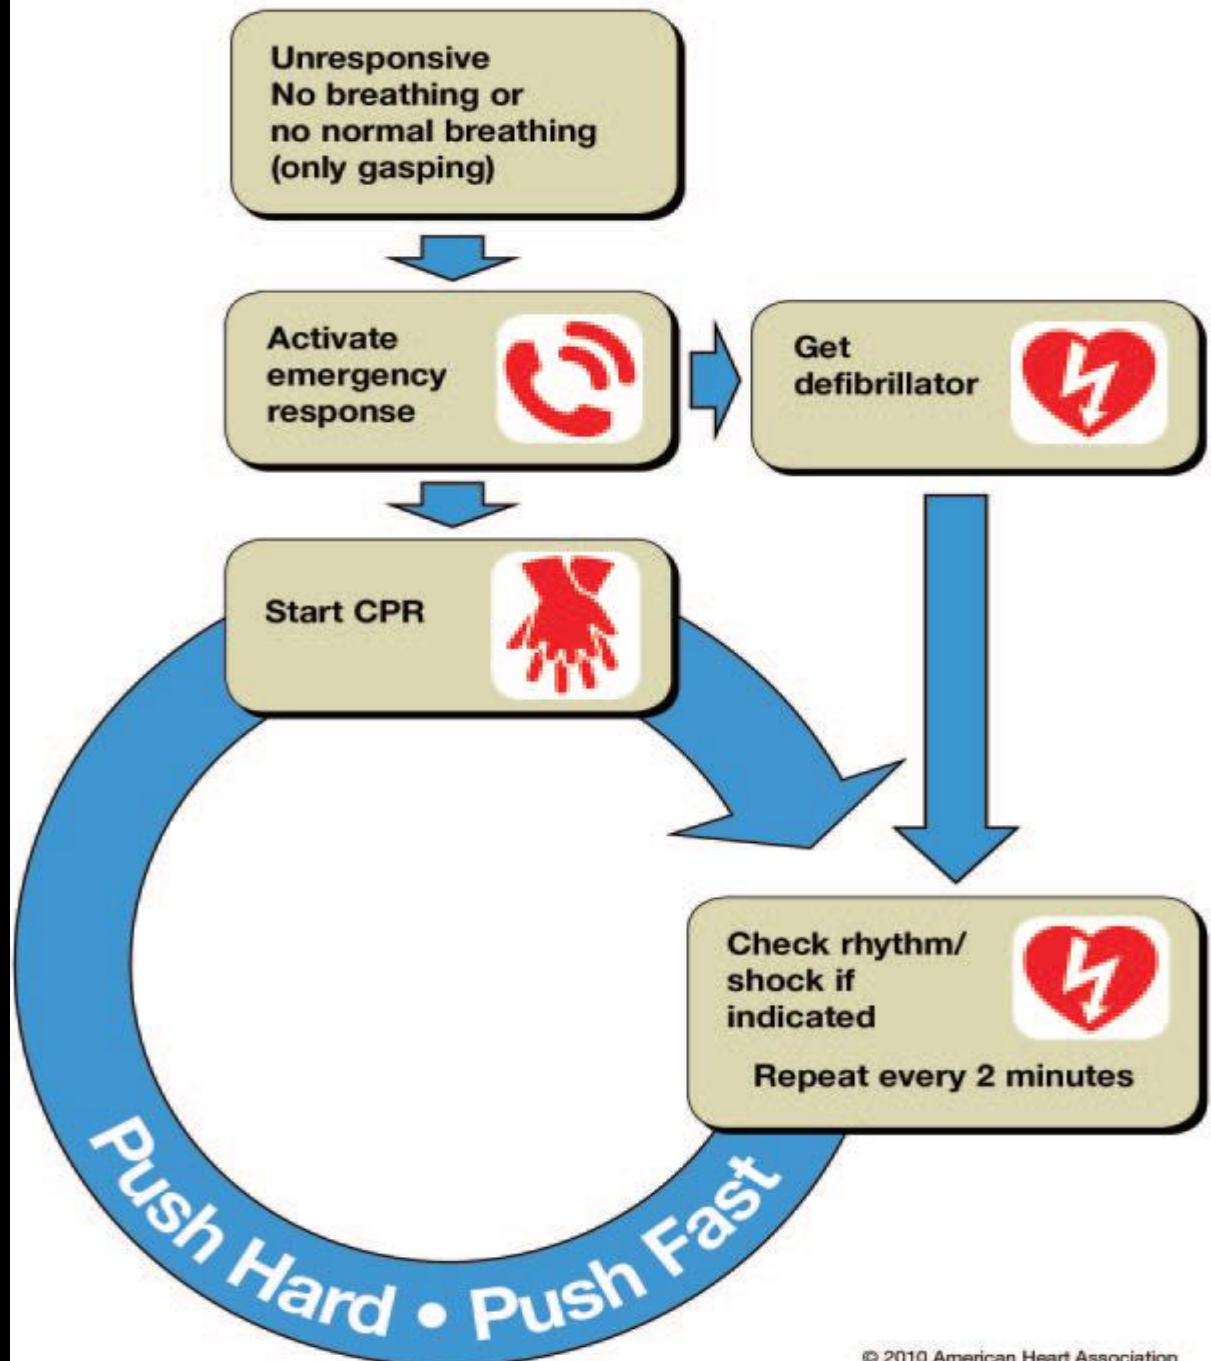 Unresponsive
No breathing or
no normal breathing
(only gasping)
Activate
emergency
response
Get
defibrillator
Start CPR
Check rhythm/
shock if
indicated
Repeat every 2 minutes
Push Hard • Push Fast
© 2010 American Heart Association